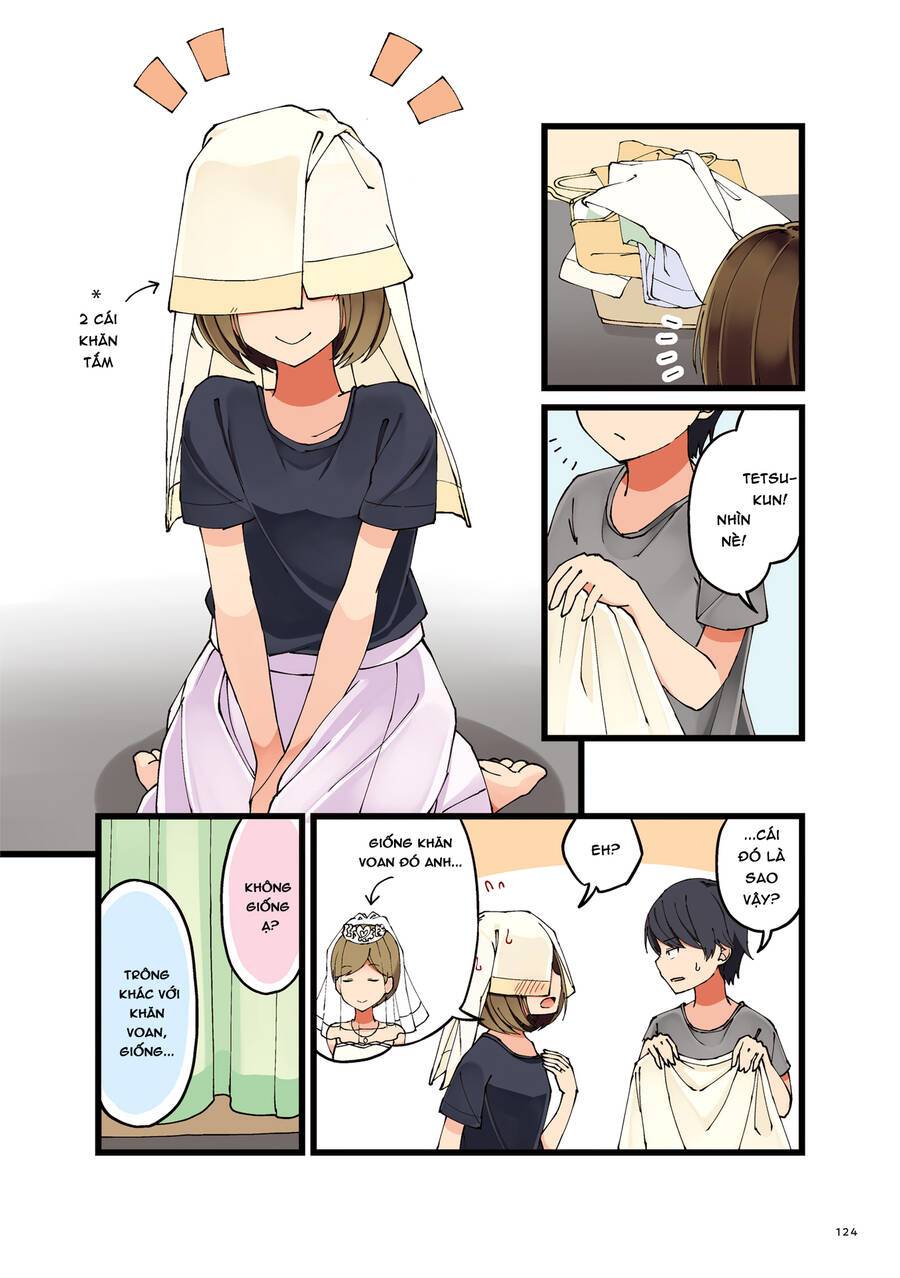 TETSU-
KUN!
NHÌN
NÈ!
*
2 CÁI
KHĂN
TẮM
...CÁI
ĐÓ LÀ
SAO
VẬY?
EH?
GIỐNG KHĂN
VOAN ĐÓ ANH...
KHÔNG
GIỐNG
Ạ?
TRÔNG
KHÁC VỚI
KHĂN
VOAN,
GIỐNG...
124